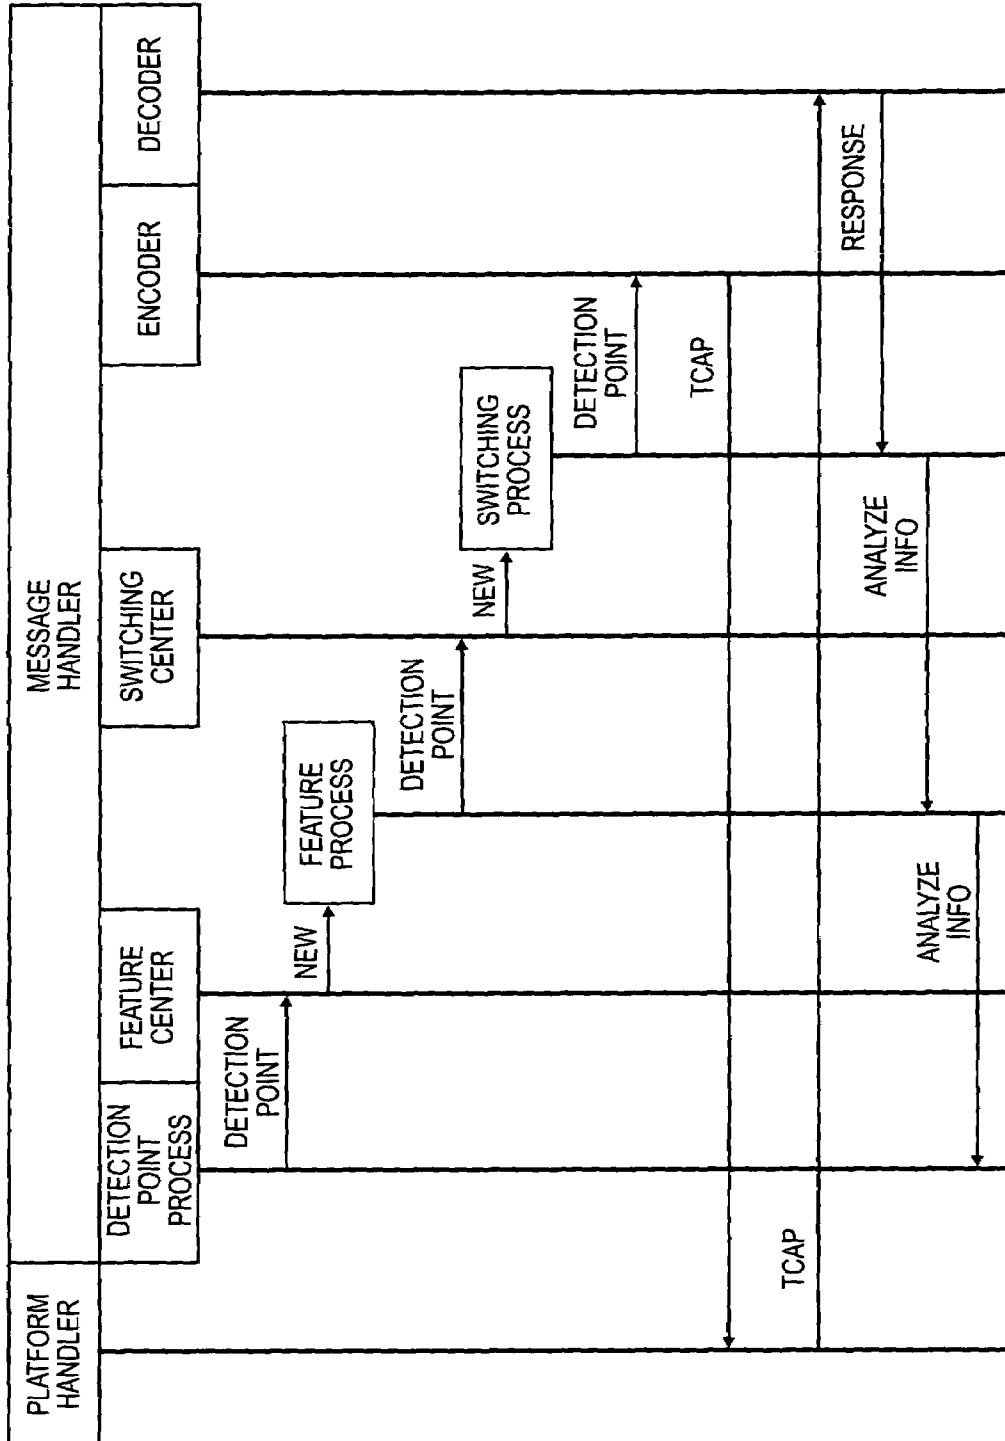 PLATFORM
HANDLER
MESSAGE
HANDLER
DETECTION
POINT
PROCESS
FEATURE
CENTER
SWITCHING
CENTER
ENCODER
DECODER
DETECTION
POINT
NEW
FEATURE
PROCESS
DETECTION
POINT
NEW
SWITCHING
PROCESS
DETECTION
POINT
TCAP
TCAP
RESPONSE
ANALYZE
INFO
ANALYZE
INFO